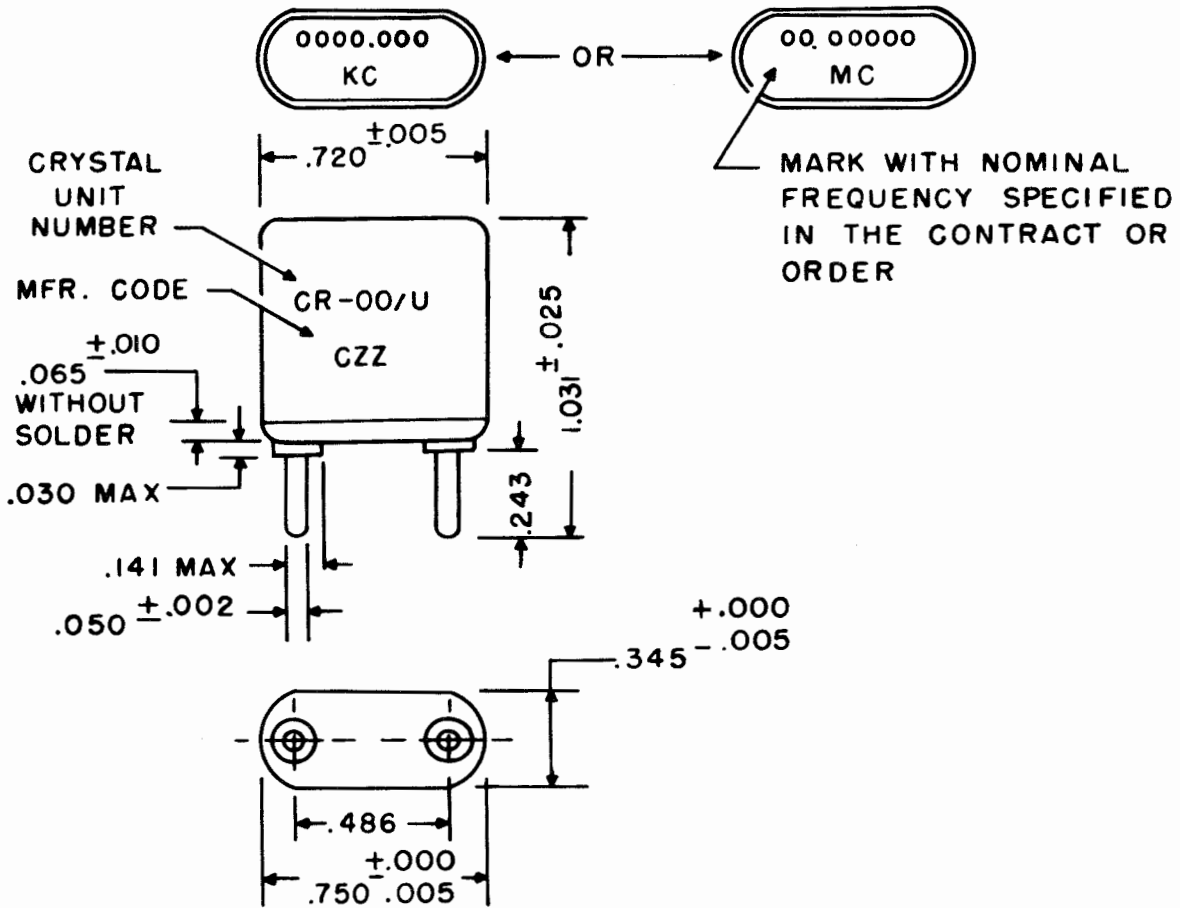 0000.000
KC
OR
00.00000
MC
.720 ±.005
MARK WITH NOMINAL
FREQUENCY SPECIFIED
IN THE CONTRACT OR
ORDER
CRYSTAL
UNIT
NUMBER
MFR. CODE
CR-00/U
CZZ
1.031 ±.025
.065 ±.010
WITHOUT
SOLDER
.030 MAX
.243
.141 MAX
.050 ±.002
.345 +.000
-.005
.486
.750 ±.000
.005